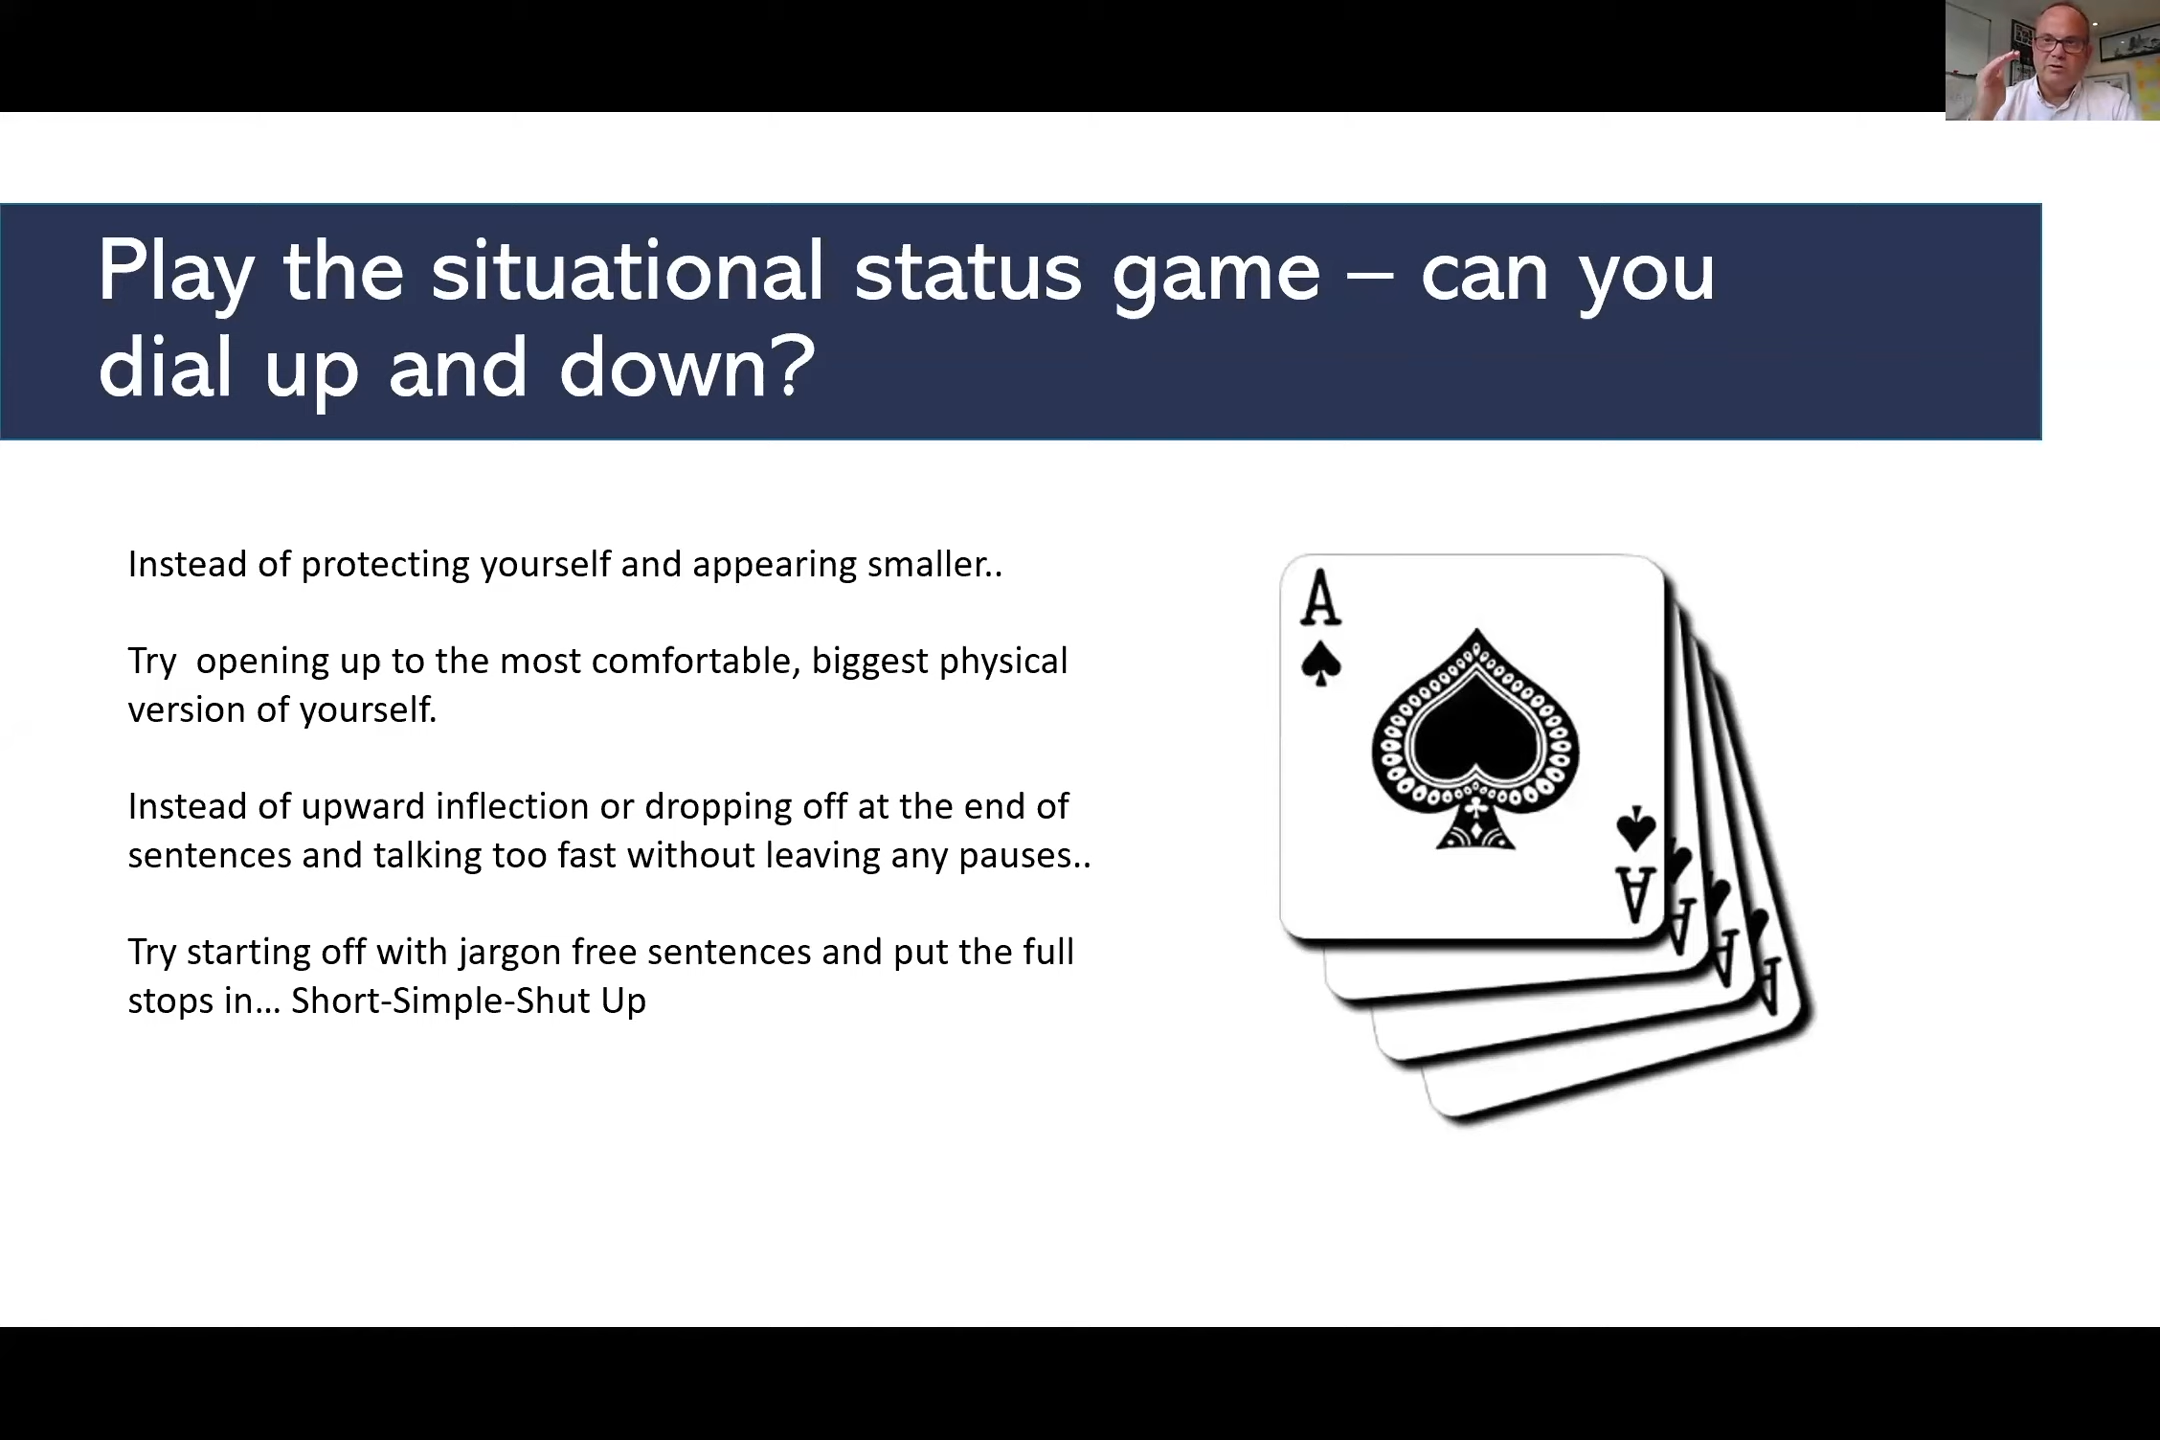 Play the situational status game – can you
dial up and down?
Instead of protecting yourself and appearing smaller..
Try  opening up to the most comfortable, biggest physical
version of yourself.
Instead of upward inflection or dropping off at the end of
sentences and talking too fast without leaving any pauses..
Try starting off with jargon free sentences and put the full
stops in... Short-Simple-Shut Up
A
A
A
A
A